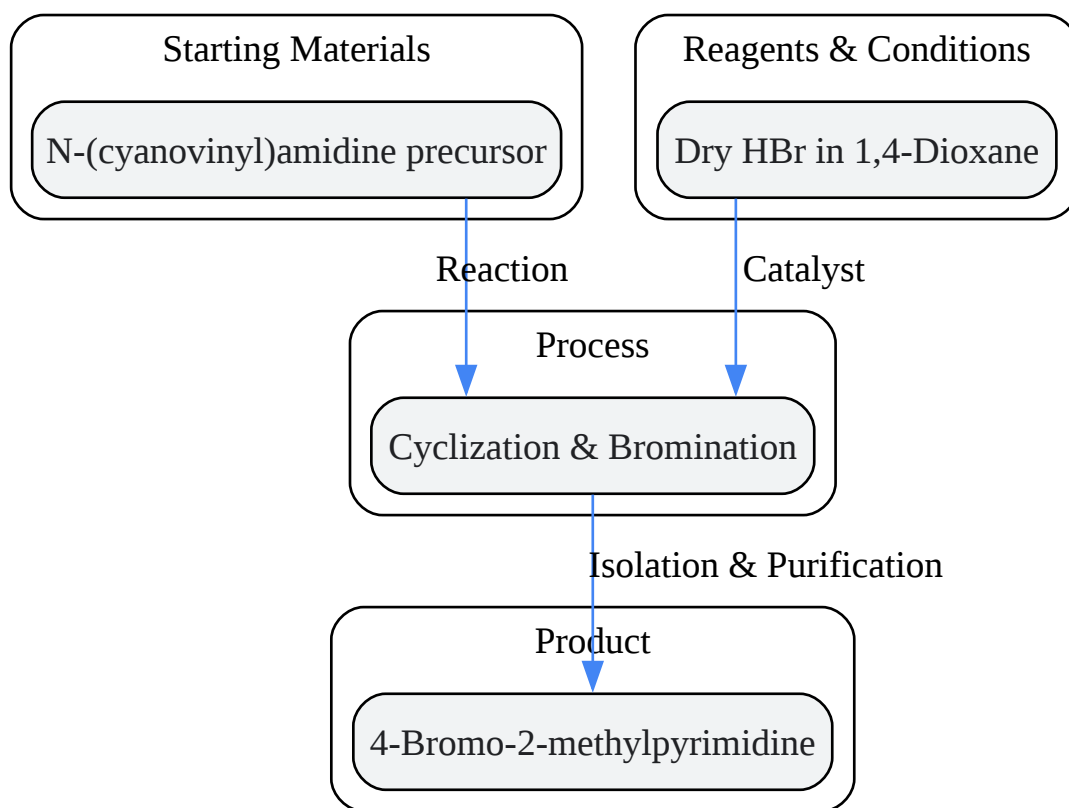 Starting Materials
Reagents & Conditions
N-(cyanovinyl)amidine precursor
Dry HBr in 1,4-Dioxane
Reaction
Catalyst
Process
Cyclization & Bromination
Isolation & Purification
Product
4-Bromo-2-methylpyrimidine